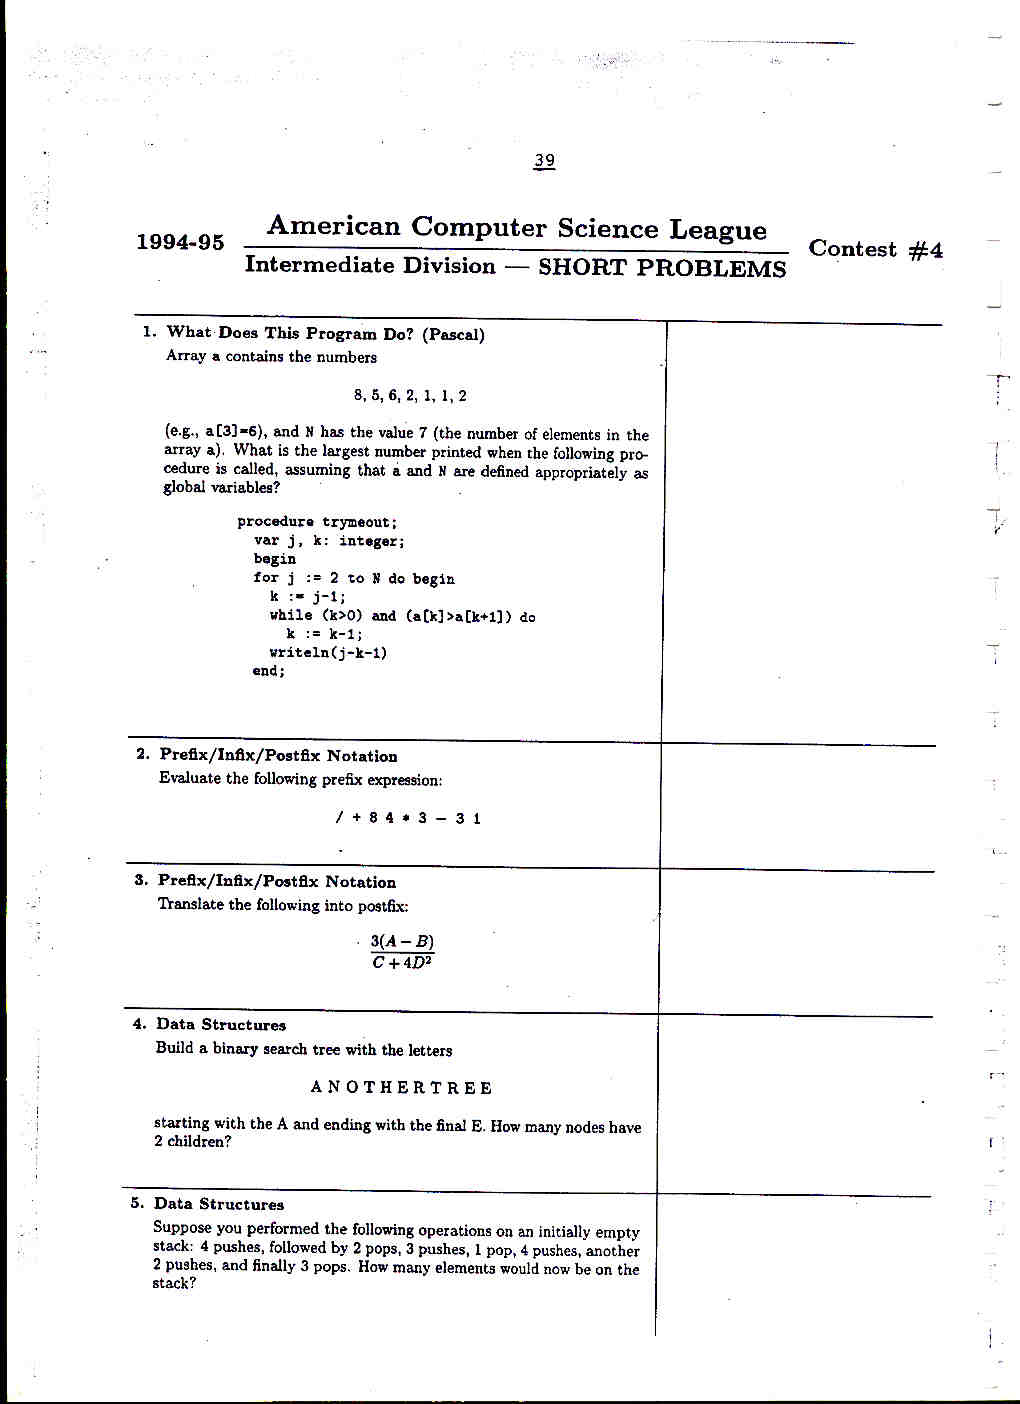 39
1994-95
American Computer Science League
Contest #4
Intermediate Division — SHORT PROBLEMS
1. What Does This Program Do? (Pascal)
Array a contains the numbers
8, 5, 6, 2, 1, 1, 2
(e.g., a[3]=6), and N has the value 7 (the number of elements in the
array a). What is the largest number printed when the following pro-
cedure is called, assuming that a and N are defined appropriately as
global variables?
procedure trymeout;
var j, k: integer;
begin
for j := 2 to N do begin
k := j-1;
while (k>0) and (a[k]>a[k+1]) do
k := k-1;
writeln(j-k-1)
end;
2. Prefix/Infix/Postfix Notation
Evaluate the following prefix expression:
/ + 8 4 * 3 − 3 1
3. Prefix/Infix/Postfix Notation
Translate the following into postfix:
3(A − B)
C + 4D²
4. Data Structures
Build a binary search tree with the letters
A N O T H E R T R E E
starting with the A and ending with the final E. How many nodes have
2 children?
5. Data Structures
Suppose you performed the following operations on an initially empty
stack: 4 pushes, followed by 2 pops, 3 pushes, 1 pop, 4 pushes, another
2 pushes, and finally 3 pops. How many elements would now be on the
stack?